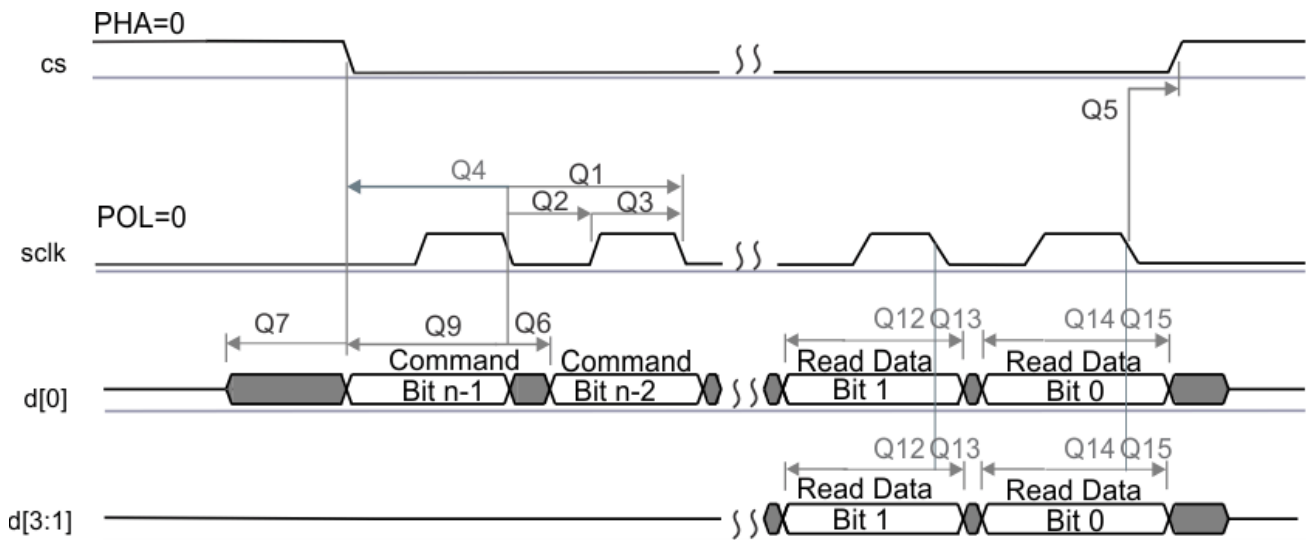 PHA=0
cs
Q5
Q4 Q1
Q2 Q3
POL=0
sclk
Q7 Q9 Q6 Q12 Q13 Q14 Q15
Command Command Read Data Read Data
d[0] Bit n-1 Bit n-2 Bit 1 Bit 0
Q12 Q13 Q14 Q15
Read Data Read Data
d[3:1] Bit 1 Bit 0